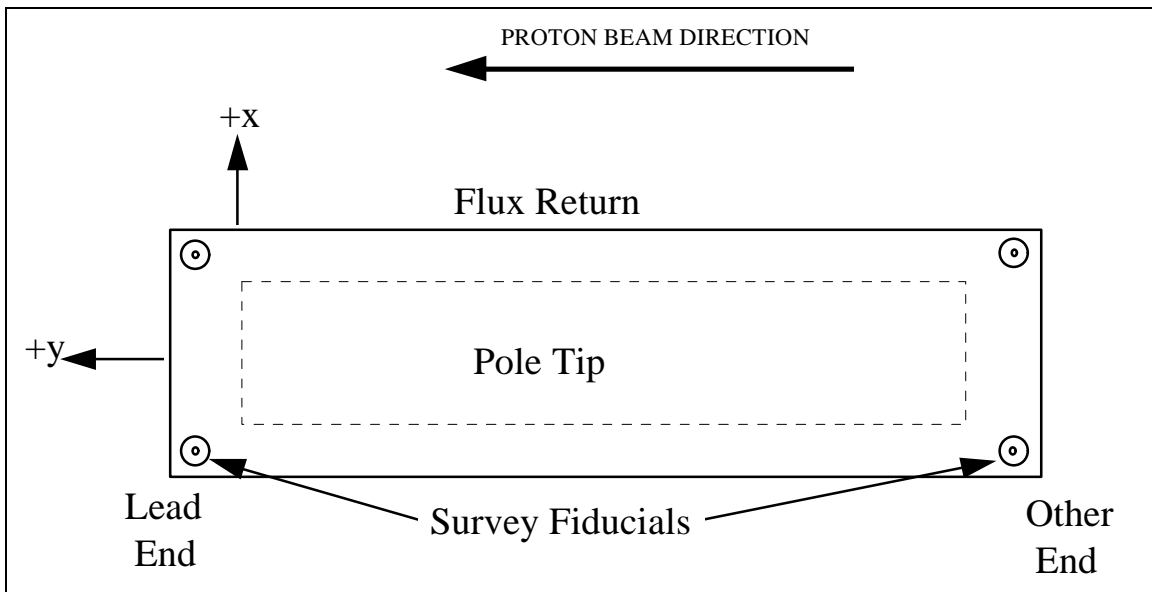 PROTON BEAM DIRECTION
+x
Flux Return
+y
Pole Tip
Lead
End
Survey Fiducials
Other
End